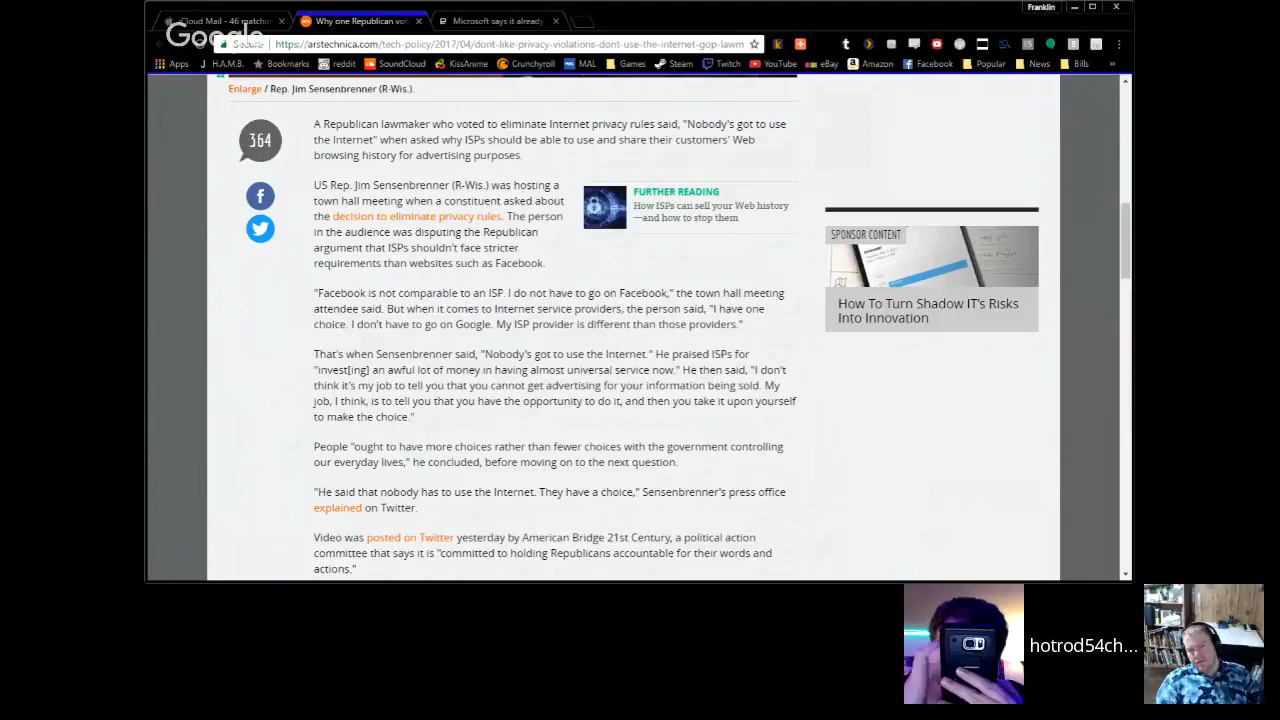 Franklin
iCloud Mail - 46 matchin
Why one Republican vot
Microsoft says it already
Google
Secure
https://arstechnica.com/tech-policy/2017/04/dont-like-privacy-violations-dont-use-the-internet-gop-lawm
Apps J, H.A.M.B. Bookmarks reddit SoundCloud KissAnime Crunchyroll MAL Games Steam Twitch YouTube eBay Amazon Facebook Popular News Bills »
Enlarge / Rep. Jim Sensenbrenner (R-Wis.).
364
A Republican lawmaker who voted to eliminate Internet privacy rules said, "Nobody's got to use
the Internet" when asked why ISPs should be able to use and share their customers' Web
browsing history for advertising purposes.
US Rep. Jim Sensenbrenner (R-Wis.) was hosting a
town hall meeting when a constituent asked about
the decision to eliminate privacy rules. The person
in the audience was disputing the Republican
argument that ISPs shouldn't face stricter
requirements than websites such as Facebook.
FURTHER READING
How ISPs can sell your Web history
—and how to stop them
"Facebook is not comparable to an ISP. I do not have to go on Facebook," the town hall meeting
attendee said. But when it comes to Internet service providers, the person said, "I have one
choice. I don't have to go on Google. My ISP provider is different than those providers."
That's when Sensenbrenner said, "Nobody's got to use the Internet." He praised ISPs for
"invest[ing] an awful lot of money in having almost universal service now." He then said, "I don't
think it's my job to tell you that you cannot get advertising for your information being sold. My
job, I think, is to tell you that you have the opportunity to do it, and then you take it upon yourself
to make the choice."
People "ought to have more choices rather than fewer choices with the government controlling
our everyday lives," he concluded, before moving on to the next question.
"He said that nobody has to use the Internet. They have a choice," Sensenbrenner's press office
explained on Twitter.
Video was posted on Twitter yesterday by American Bridge 21st Century, a political action
committee that says it is "committed to holding Republicans accountable for their words and
actions."
SPONSOR CONTENT
How To Turn Shadow IT's Risks
Into Innovation
hotrod54ch...